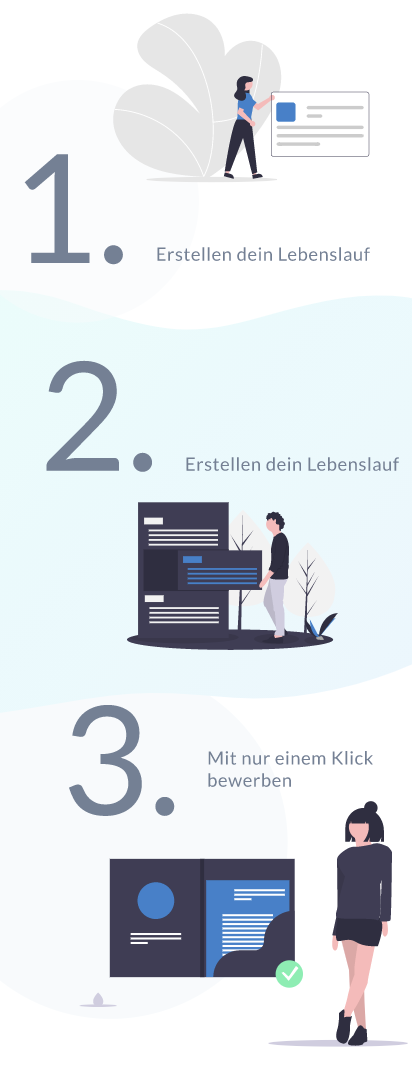 1.
Erstellen dein Lebenslauf
2.
Erstellen dein Lebenslauf
3.
Mit nur einem Klick
bewerben